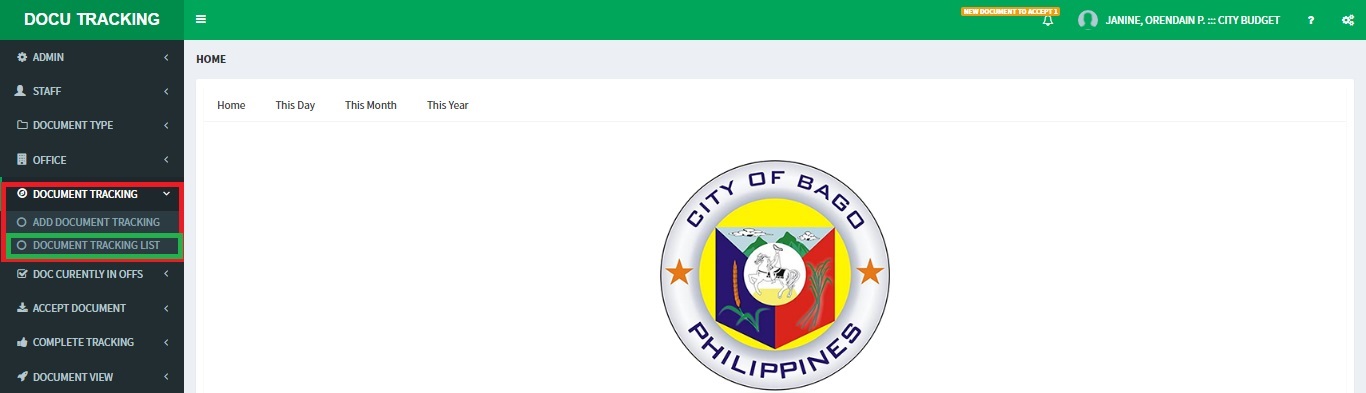 DOCU TRACKING
NEW DOCUMENT TO ACCEPT 1
JANINE, ORENDAIN P. ::: CITY BUDGET
?
ADMIN
STAFF
DOCUMENT TYPE
OFFICE
DOCUMENT TRACKING
ADD DOCUMENT TRACKING
DOCUMENT TRACKING LIST
DOC CURENTLY IN OFFS
ACCEPT DOCUMENT
COMPLETE TRACKING
DOCUMENT VIEW
HOME
Home This Day This Month This Year
CITY OF BAGO
PHILIPPINES